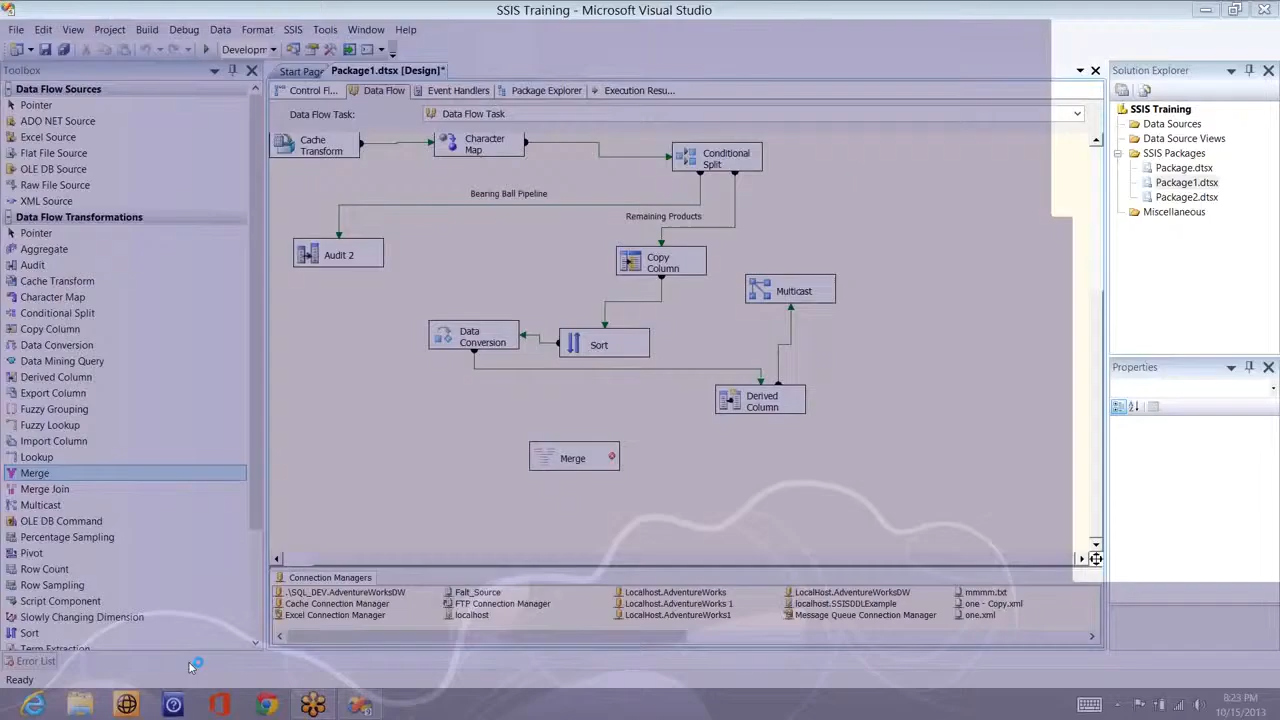 SSIS Training - Microsoft Visual Studio
File Edit View Project Build Debug Data Format SSIS Tools Window Help
Developm
Toolbox
Start Pag
Package1.dtsx [Design]*
Solution Explorer
Data Flow Sources
Pointer
ADO NET Source
Excel Source
Flat File Source
OLE DB Source
Raw File Source
XML Source
Data Flow Transformations
Pointer
Aggregate
Audit
Cache Transform
Character Map
Conditional Split
Copy Column
Data Conversion
Data Mining Query
Derived Column
Export Column
Fuzzy Grouping
Fuzzy Lookup
Import Column
Lookup
Merge
Merge Join
Multicast
OLE DB Command
Percentage Sampling
Pivot
Row Count
Row Sampling
Script Component
Slowly Changing Dimension
Sort
Term Extraction
Control Fl... Data Flow Event Handlers Package Explorer Execution Resu...
Data Flow Task: Data Flow Task
Cache
Transform
Character
Map
Conditional
Split
Bearing Ball Pipeline
Remaining Products
Audit 2
Copy
Column
Multicast
Data
Conversion
Sort
Derived
Column
Merge
Connection Managers
.\SQL_DEV.AdventureWorksDW
Cache Connection Manager
Excel Connection Manager
Falt_Source
FTP Connection Manager
localhost
LocalHost.AdventureWorks
LocalHost.AdventureWorks 1
LocalHost.AdventureWorks1
LocalHost.AdventureWorksDW
localhost.SSISDDLExample
Message Queue Connection Manager
mmmm.txt
one - Copy.xml
one.xml
SSIS Training
Data Sources
Data Source Views
SSIS Packages
Package.dtsx
Package1.dtsx
Package2.dtsx
Miscellaneous
Properties
Error List
Ready
8:23 PM
10/15/2013